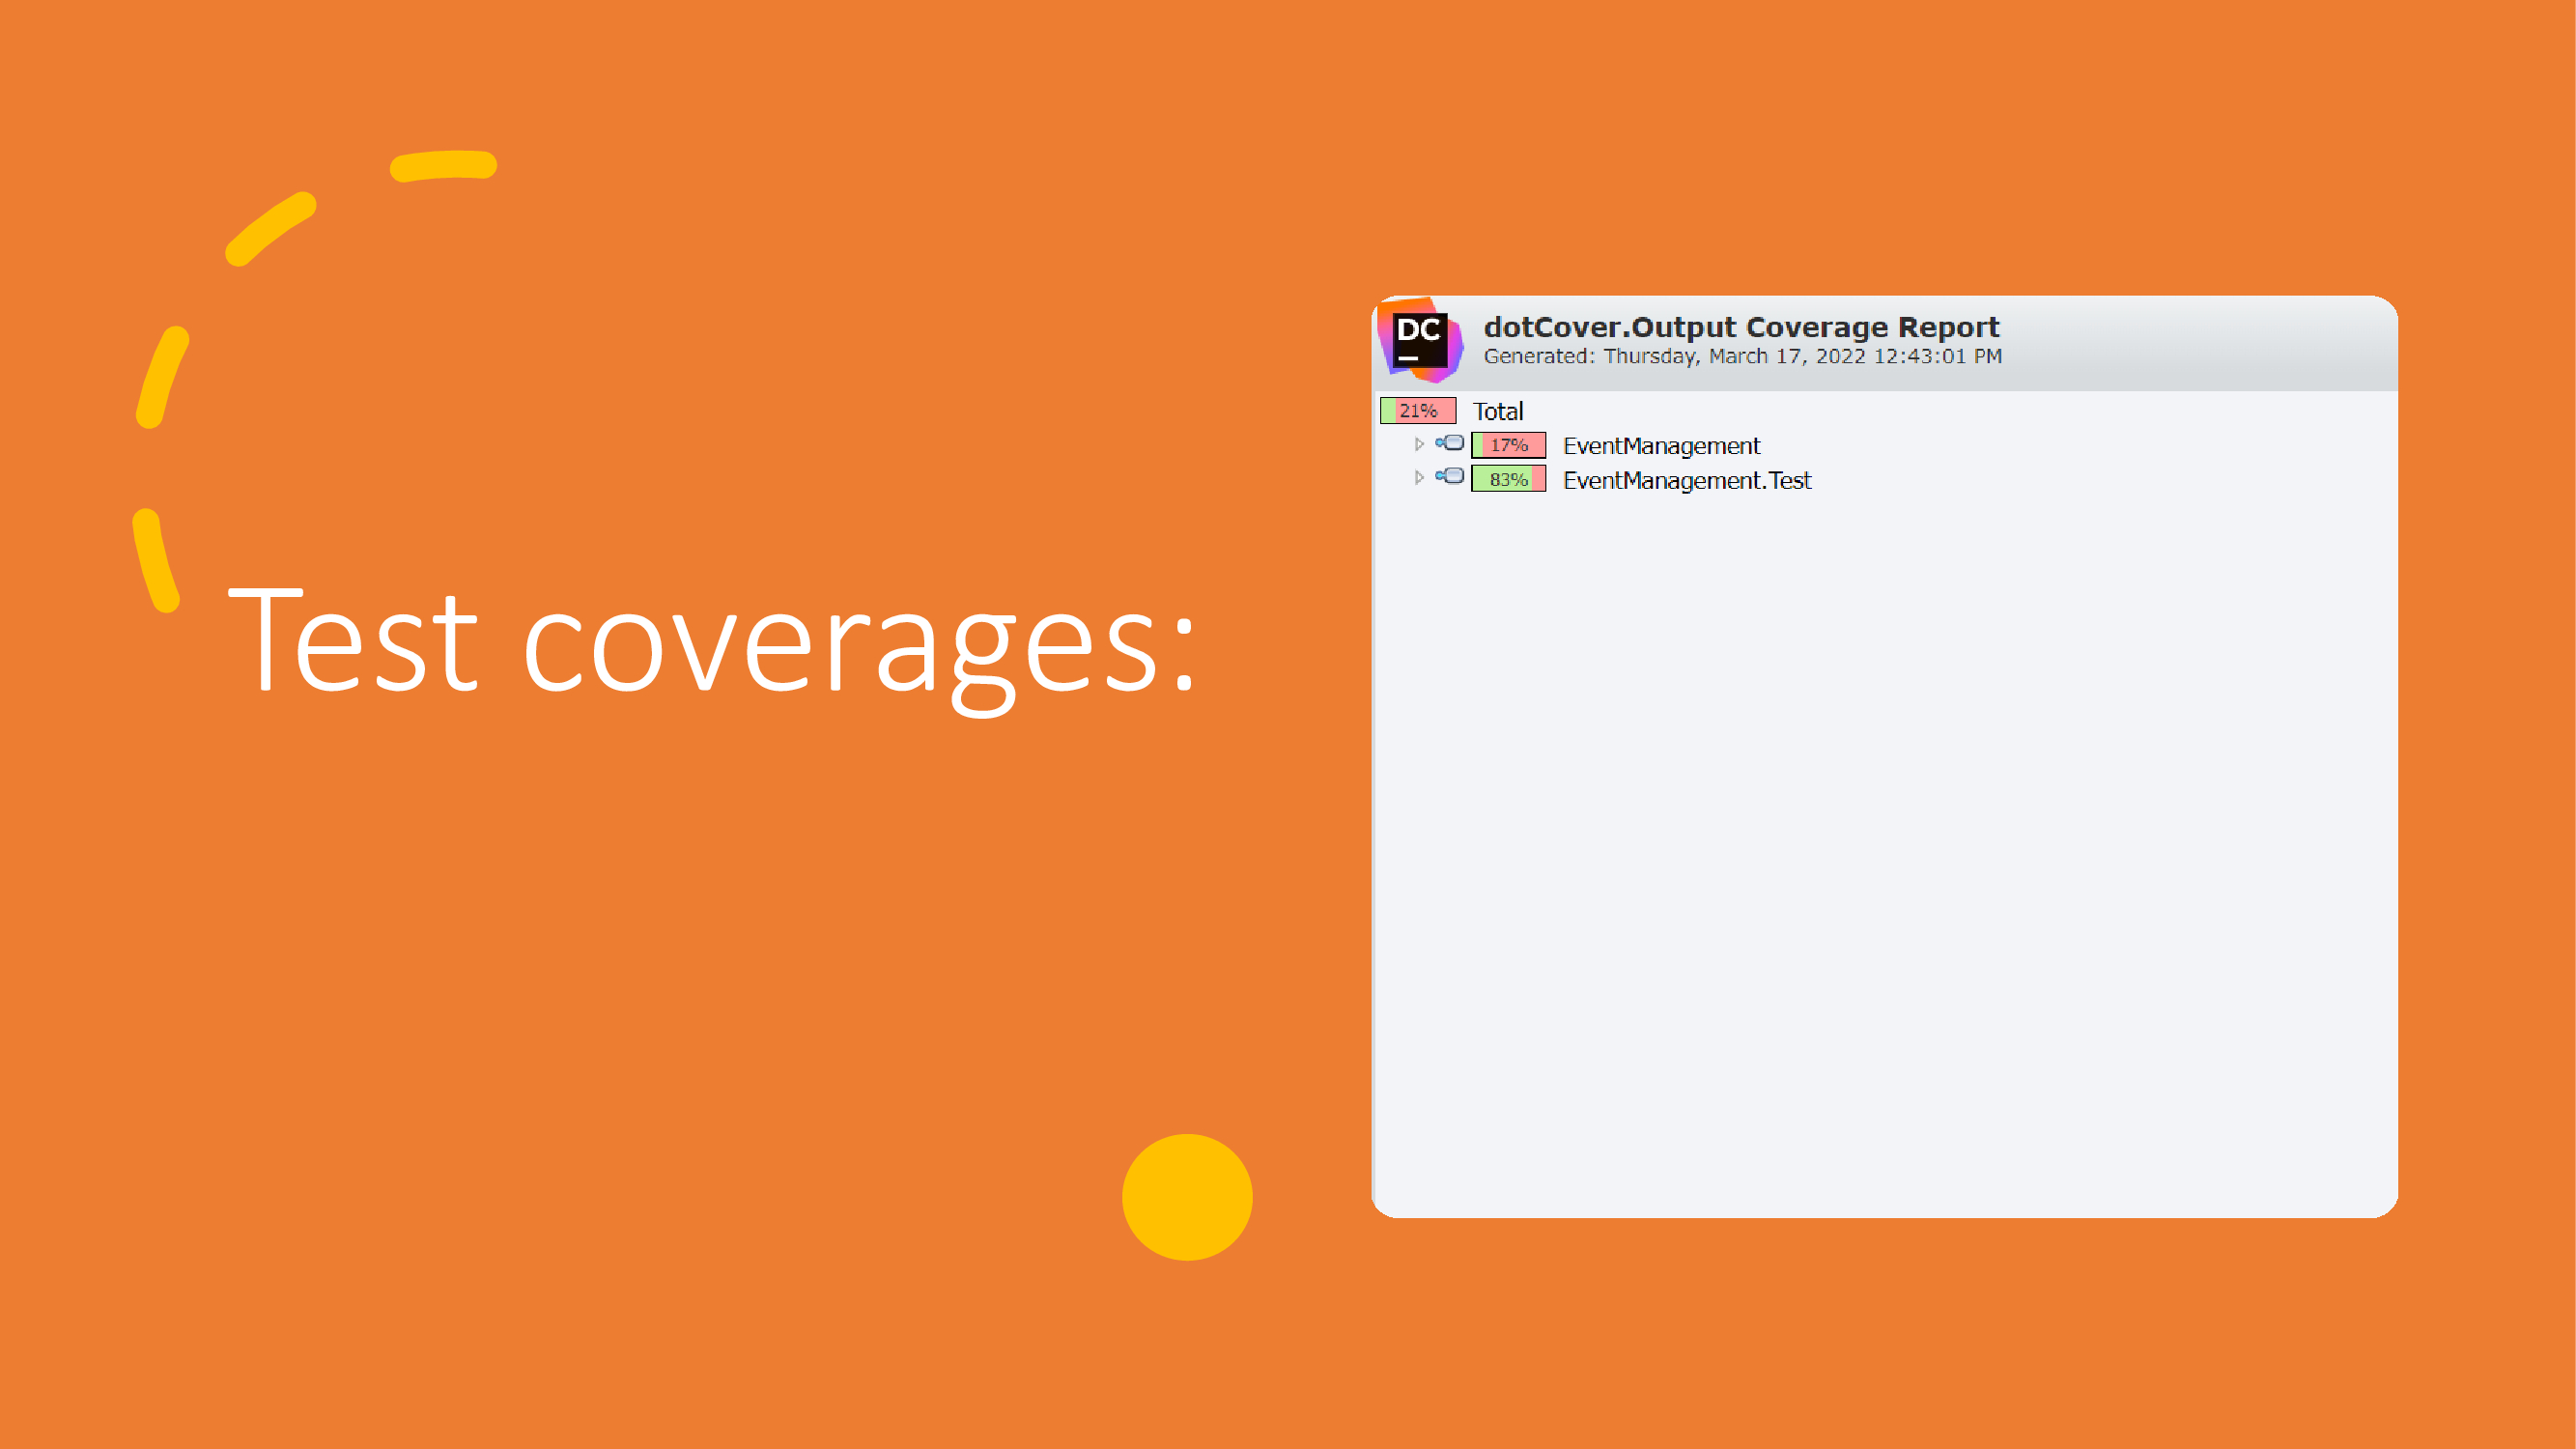 Test coverages:
DC
dotCover.Output Coverage Report
Generated: Thursday, March 17, 2022 12:43:01 PM
21% Total
17% EventManagement
83% EventManagement.Test